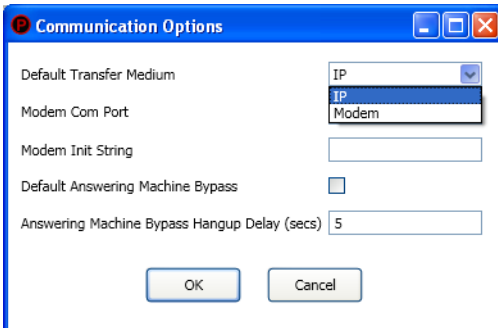 Communication Options
Default Transfer Medium IP
IP
Modem Com Port Modem
Modem Init String
Default Answering Machine Bypass
Answering Machine Bypass Hangup Delay (secs) 5
OK Cancel